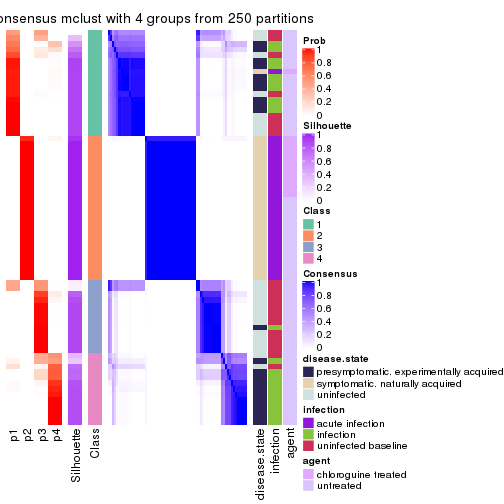 onsensus mclust with 4 groups from 250 partitions
Prob
1
0.8
0.6
0.4
0.2
0
Silhouette
1
0.8
0.6
0.4
0.2
0
Class
1
2
3
4
Consensus
1
0.8
0.6
0.4
0.2
0
disease.state
presymptomatic. experimentally acquired
symptomatic. naturally acquired
uninfected
infection
acute infection
infection
uninfected baseline
agent
chloroguine treated
untreated
p1
p2
p3
p4
Silhouette
Class
disease.state
infection
agent